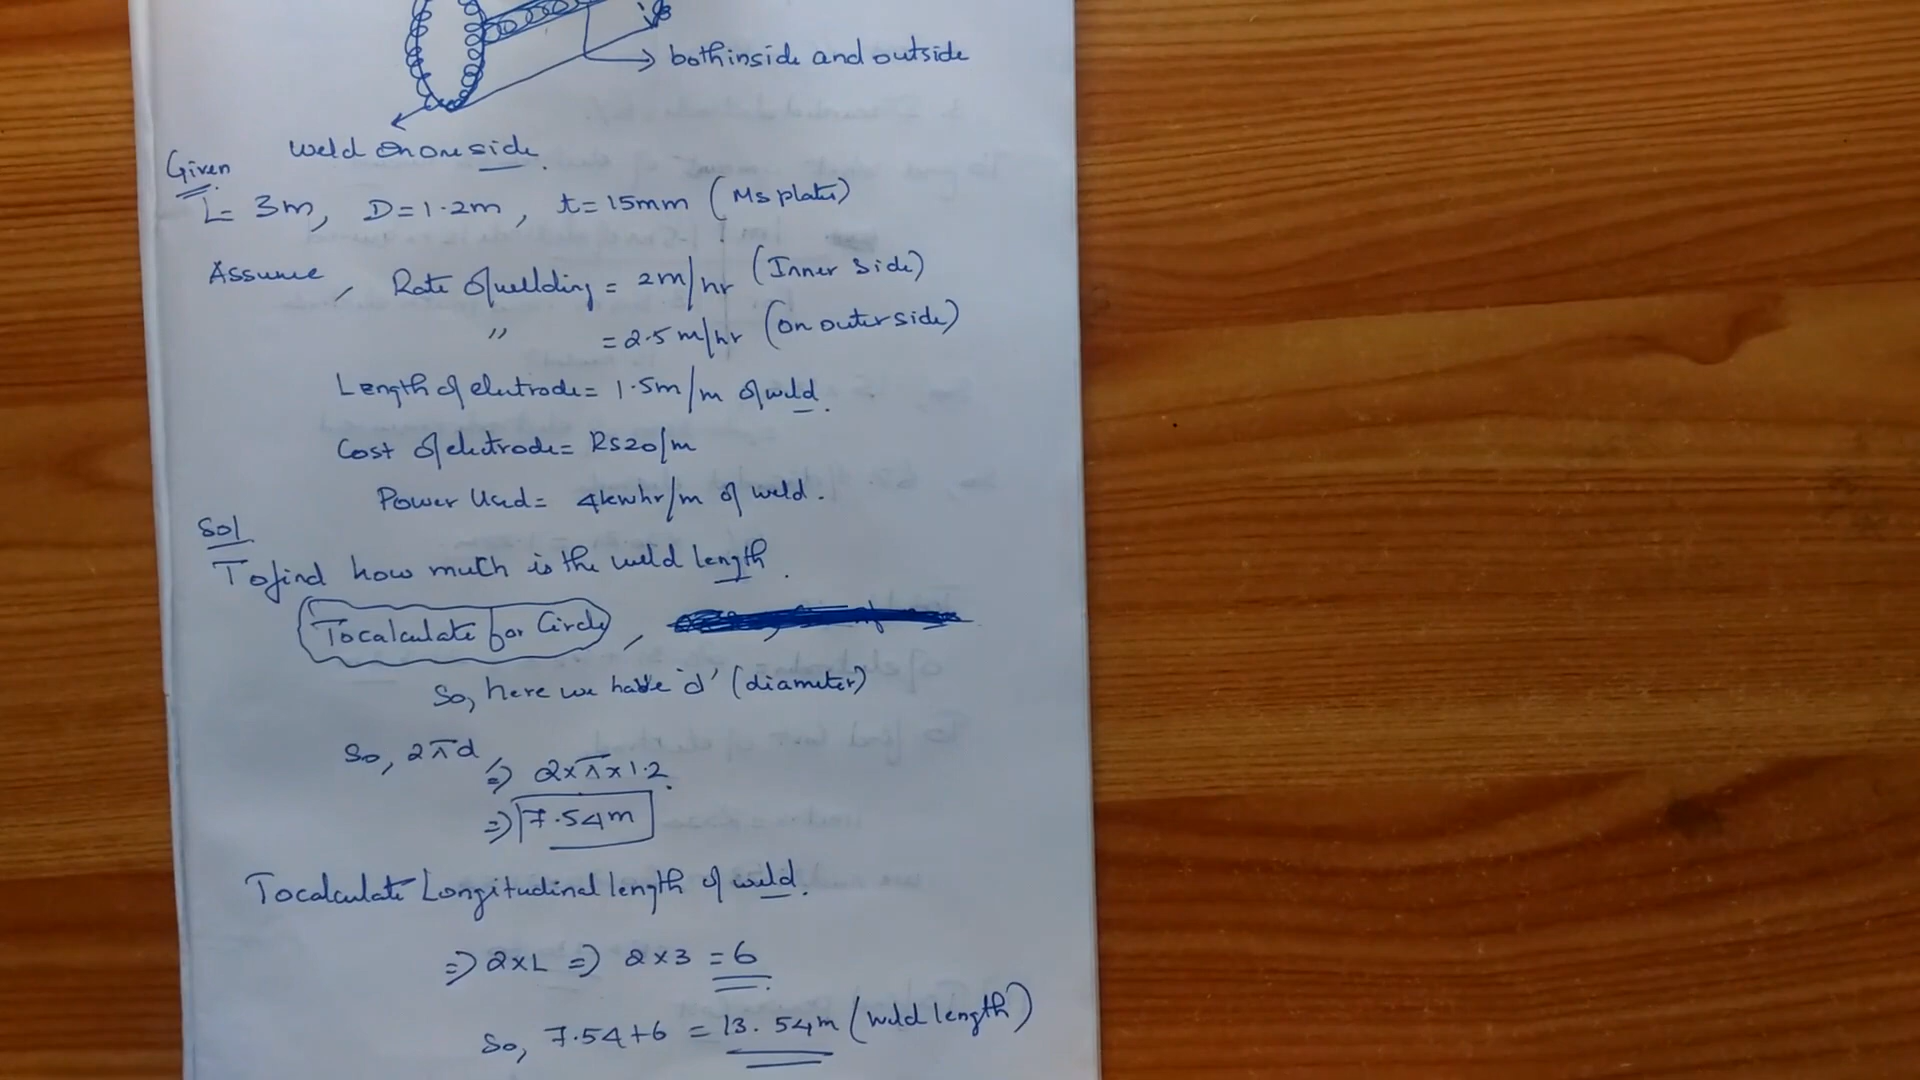 both inside and outside
Weld on one side.
Given
L = 3m, D = 1.2m, t = 15mm (Ms plates)
Assume, Rate of wellding = 2m/hr (Inner side)
" = 2.5 m/hr (on outer side)
Length of electrode = 1.5m/m of weld.
Cost of electrode = RS20/m
Power Used = 4kwhr/m of weld.
Sol
To find how much is the weld length.
To calculate for Circle,
So, here we have 'd' (diameter)
So, 2πd,
⇒ 2×π×1.2.
⇒ 7.54m
To calculate Longitudinal length of weld.
⇒ 2×L ⇒ 2×3 = 6
So, 7.54+6 = 13.54m (weld length)